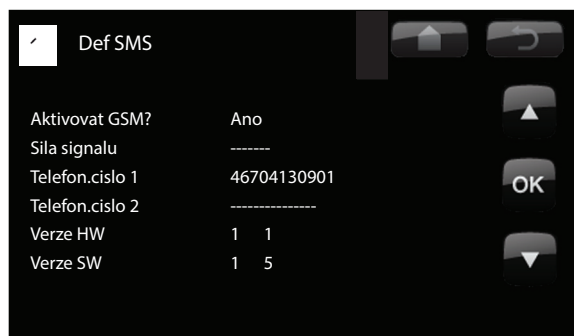 Def SMS
Aktivovat GSM? Ano
Sila signalu -------
Telefon.cislo 1 46704130901
OK
Telefon.cislo 2 ---------------
Verze HW 1 1
Verze SW 1 5